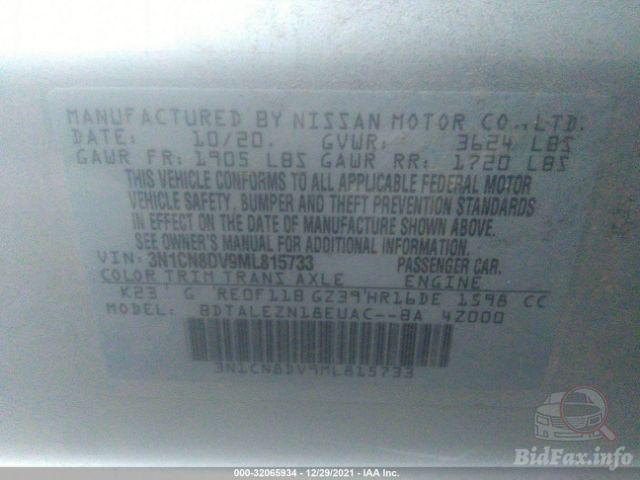 MANUFACTURED BY NISSAN MOTOR CO., LTD.
DATE: 10/20. GVWR: 3624 LBS
GAWR FR: 1905 LBS GAWR RR: 1720 LBS
THIS VEHICLE CONFORMS TO ALL APPLICABLE FEDERAL MOTOR
VEHICLE SAFETY, BUMPER AND THEFT PREVENTION STANDARDS
IN EFFECT ON THE DATE OF MANUFACTURE SHOWN ABOVE.
SEE OWNER'S MANUAL FOR ADDITIONAL INFORMATION.
VIN: 3N1CN8DV9ML815733 PASSENGER CAR.
COLOR TRIM TRANS AXLE ENGINE
K23 G RE0F11B GZ39 HR16DE 1598 CC
MODEL: BDTALEZN18EUAC--BA 4Z000
3N1CN8DV9ML815733
BidFax.info
000-32065934 - 12/29/2021 - IAA Inc.